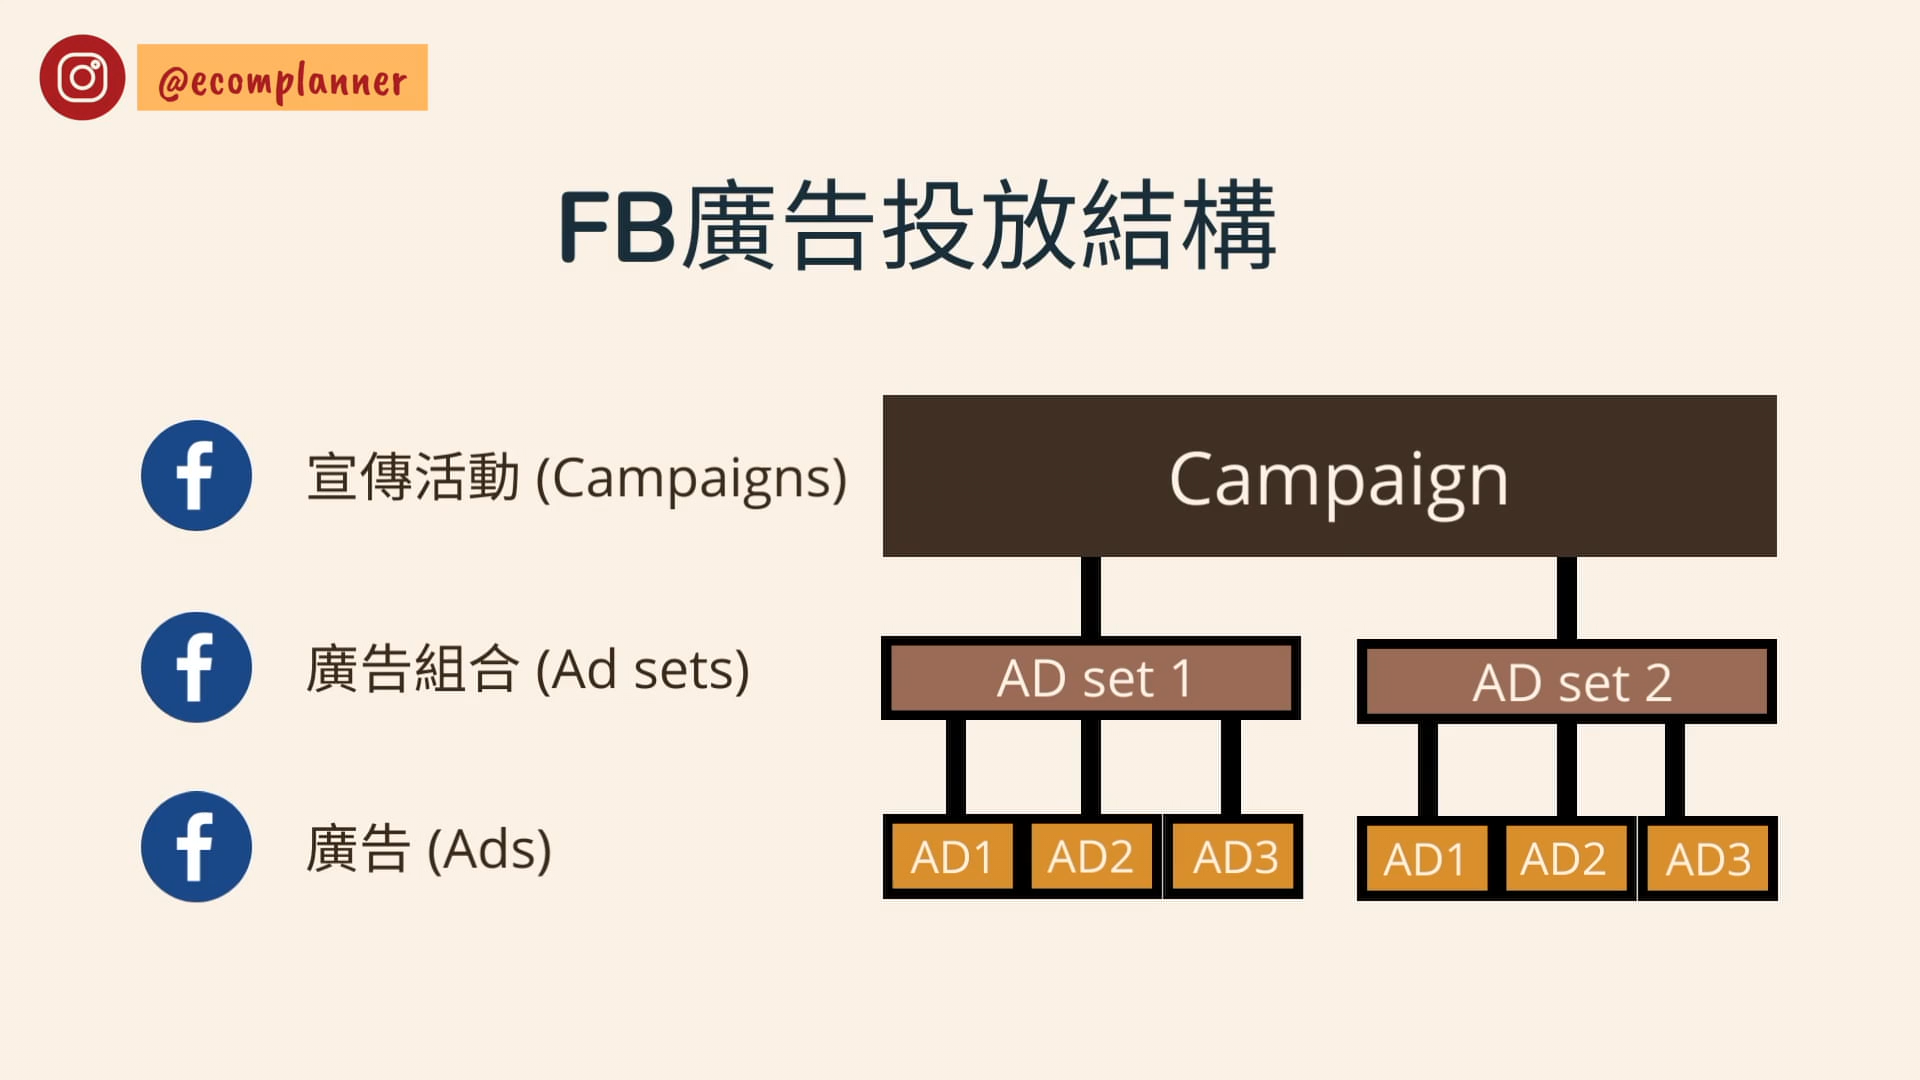 @ecomplanner
FB廣告投放結構
宣傳活動 (Campaigns)
Campaign
廣告組合 (Ad sets)
AD set 1
AD set 2
廣告 (Ads)
AD1
AD2
AD3
AD1
AD2
AD3